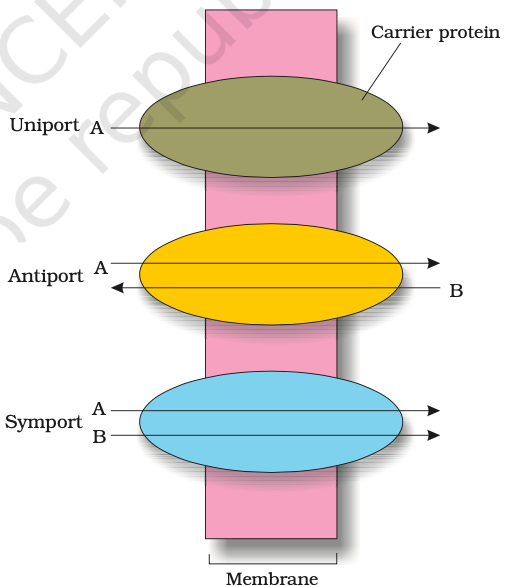 Carrier protein
Uniport A
A
Antiport
B
A
Symport
B
Membrane